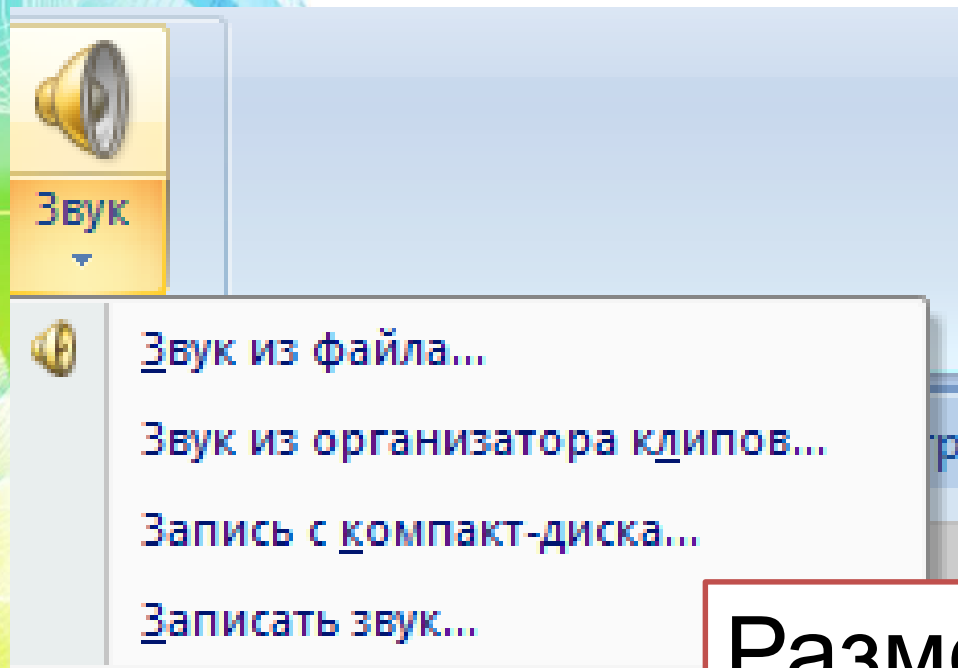 Звук
Звук из файла...
Звук из организатора клипов...
Запись с компакт-диска...
Записать звук...